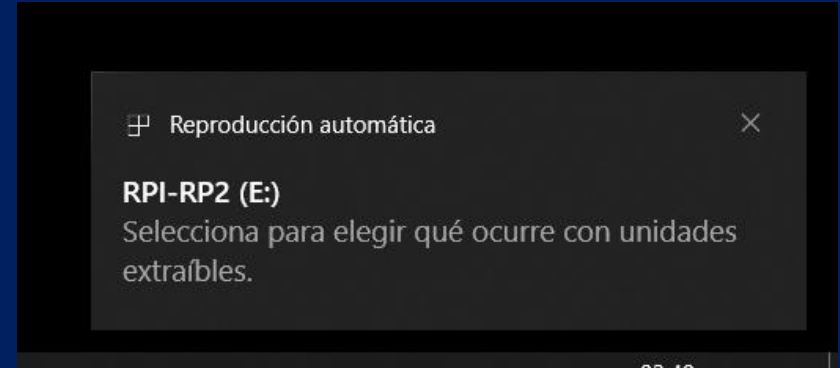 Reproducción automática
RPI-RP2 (E:)
Selecciona para elegir qué ocurre con unidades
extraíbles.